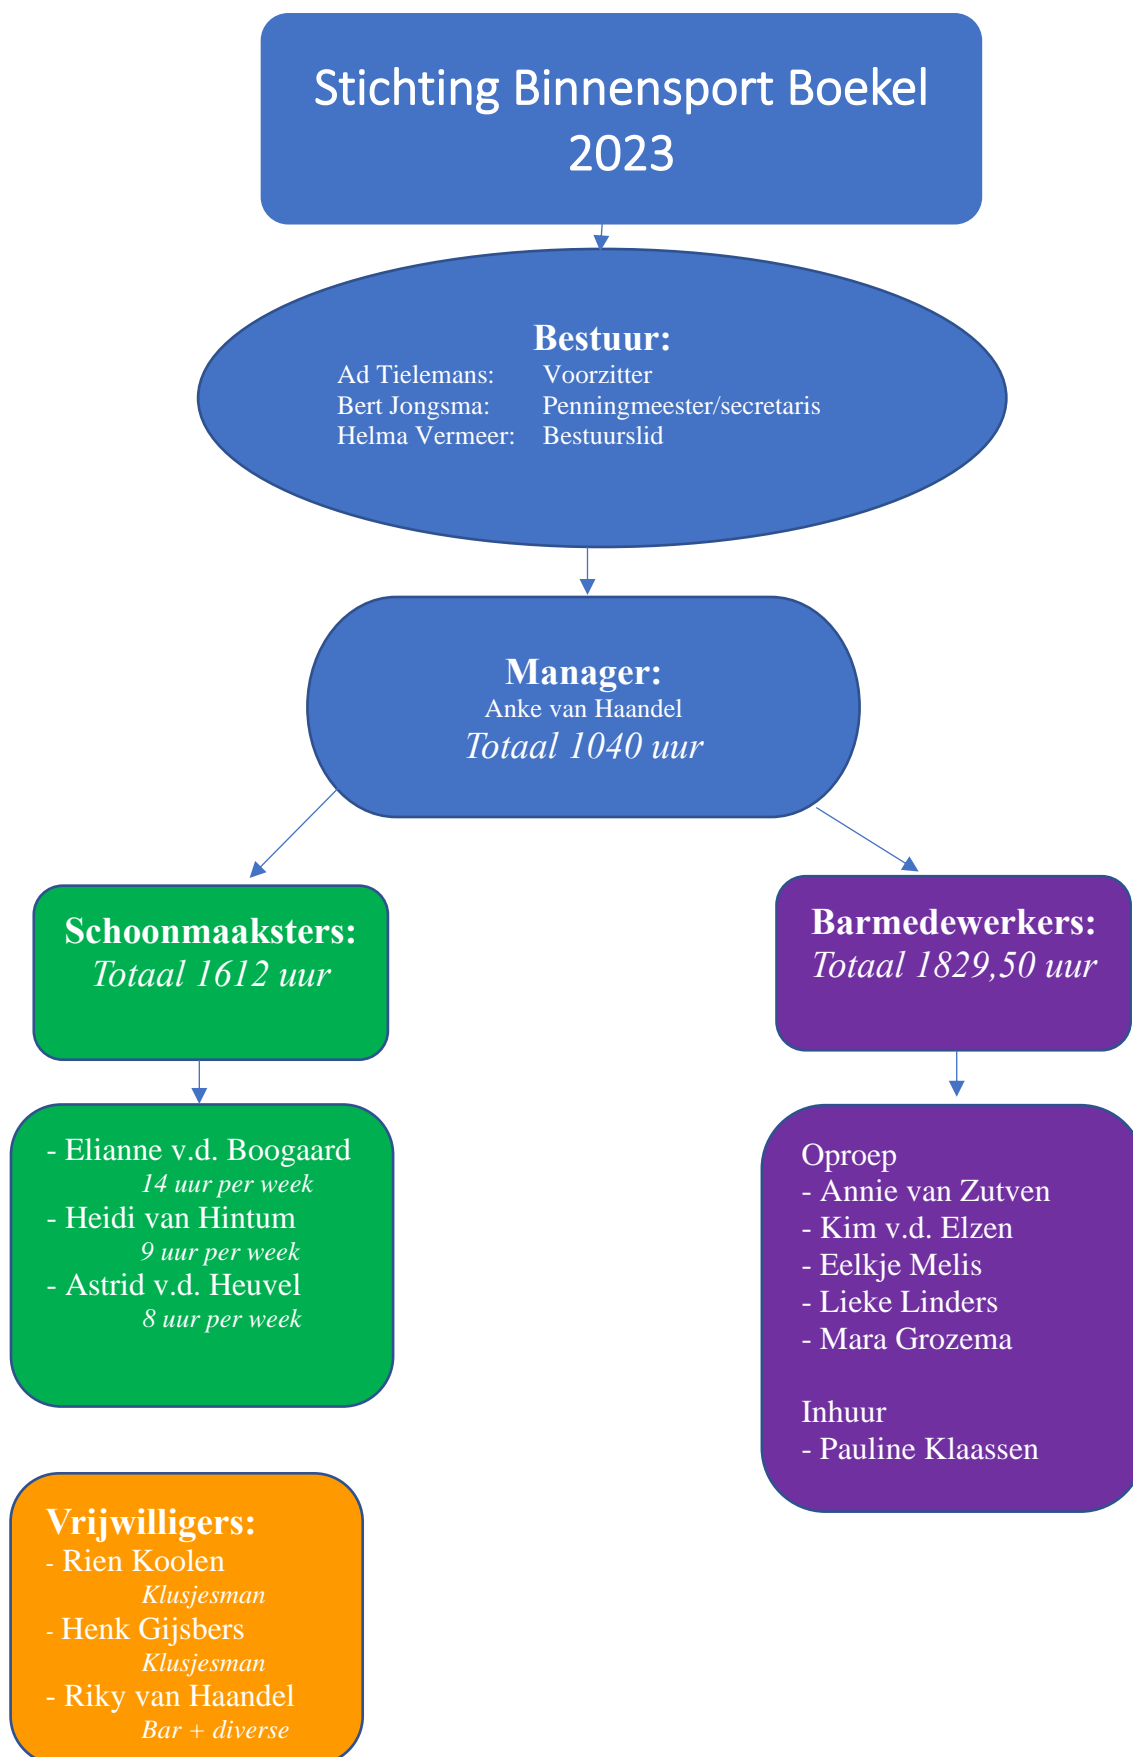 Stichting Binnensport Boekel
2023
Bestuur:
Ad Tielemans: Voorzitter
Bert Jongsma: Penningmeester/secretaris
Helma Vermeer: Bestuurslid
Manager:
Anke van Haandel
Totaal 1040 uur
Schoonmaaksters:
Totaal 1612 uur
Barmedewerkers:
Totaal 1829,50 uur
- Elianne v.d. Boogaard
14 uur per week
- Heidi van Hintum
9 uur per week
- Astrid v.d. Heuvel
8 uur per week
Oproep
- Annie van Zutven
- Kim v.d. Elzen
- Eelkje Melis
- Lieke Linders
- Mara Grozema
Inhuur
- Pauline Klaassen
Vrijwilligers:
- Rien Koolen
Klusjesman
- Henk Gijsbers
Klusjesman
- Riky van Haandel
Bar + diverse